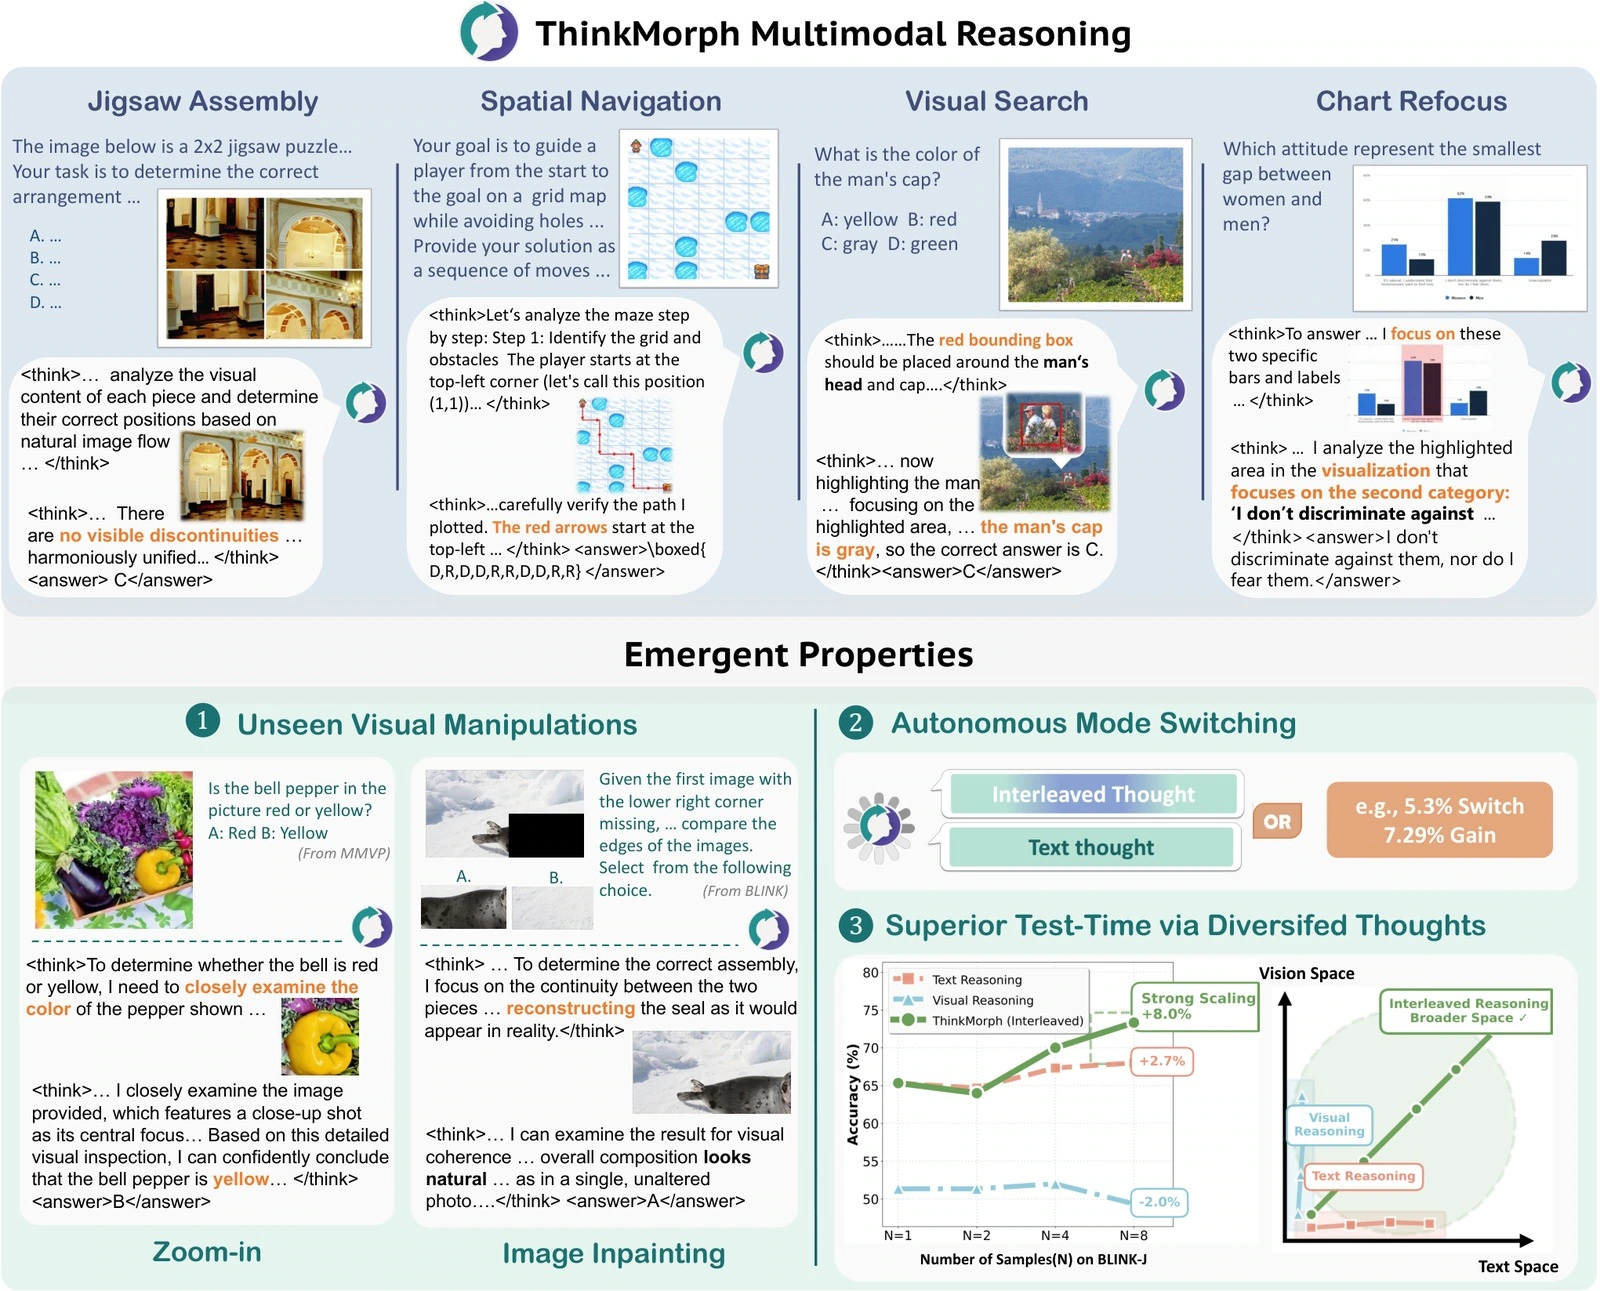 ThinkMorph Multimodal Reasoning
Jigsaw Assembly
The image below is a 2x2 jigsaw puzzle...
Your task is to determine the correct
arrangement ...
A. ...
B. ...
C. ...
D. ...
<think>... analyze the visual
content of each piece and determine
their correct positions based on
natural image flow
... </think>
<think>... There
are no visible discontinuities ...
harmoniously unified... </think>
<answer> C</answer>
Spatial Navigation
Your goal is to guide a
player from the start to
the goal on a grid map
while avoiding holes ...
Provide your solution as
a sequence of moves ...
<think>Let's analyze the maze step
by step: Step 1: Identify the grid and
obstacles The player starts at the
top-left corner (let's call this position
(1,1))... </think>
<think>...carefully verify the path I
plotted. The red arrows start at the
top-left ... </think> <answer>\boxed{
D,R,D,D,R,R,D,D,R,R} </answer>
Visual Search
What is the color of
the man's cap?
A: yellow B: red
C: gray D: green
<think>......The red bounding box
should be placed around the man's
head and cap....</think>
<think>... now
highlighting the man
... focusing on the
highlighted area, ... the man's cap
is gray, so the correct answer is C.
</think><answer>C</answer>
Chart Refocus
Which attitude represent the smallest
gap between
women and
men?
<think>To answer ... I focus on these
two specific
bars and labels
... </think>
<think> ... I analyze the highlighted
area in the visualization that
focuses on the second category:
'I don't discriminate against ...
</think> <answer>I don't
discriminate against them, nor do I
fear them.</answer>
Emergent Properties
1 Unseen Visual Manipulations
Is the bell pepper in the
picture red or yellow?
A: Red B: Yellow
(From MMVP)
<think>To determine whether the bell is red
or yellow, I need to closely examine the
color of the pepper shown ...
<think>... I closely examine the image
provided, which features a close-up shot
as its central focus... Based on this detailed
visual inspection, I can confidently conclude
that the bell pepper is yellow... </think>
<answer>B</answer>
Zoom-in
Given the first image with
the lower right corner
missing, ... compare the
edges of the images.
Select from the following
choice.
(From BLINK)
A.
B.
<think> ... To determine the correct assembly,
I focus on the continuity between the two
pieces ... reconstructing the seal as it would
appear in reality.</think>
<think>... I can examine the result for visual
coherence ... overall composition looks
natural ... as in a single, unaltered
photo....</think> <answer>A</answer>
Image Inpainting
2 Autonomous Mode Switching
Interleaved Thought
Text thought
OR
e.g., 5.3% Switch
7.29% Gain
3 Superior Test-Time via Diversifed Thoughts
Text Reasoning
Visual Reasoning
ThinkMorph (Interleaved)
Strong Scaling
+8.0%
+2.7%
-2.0%
Accuracy (%)
80
75
70
65
60
55
50
N=1
N=2
N=4
N=8
Number of Samples(N) on BLINK-J
Vision Space
Interleaved Reasoning
Broader Space ✓
Visual
Reasoning
Text Reasoning
Text Space